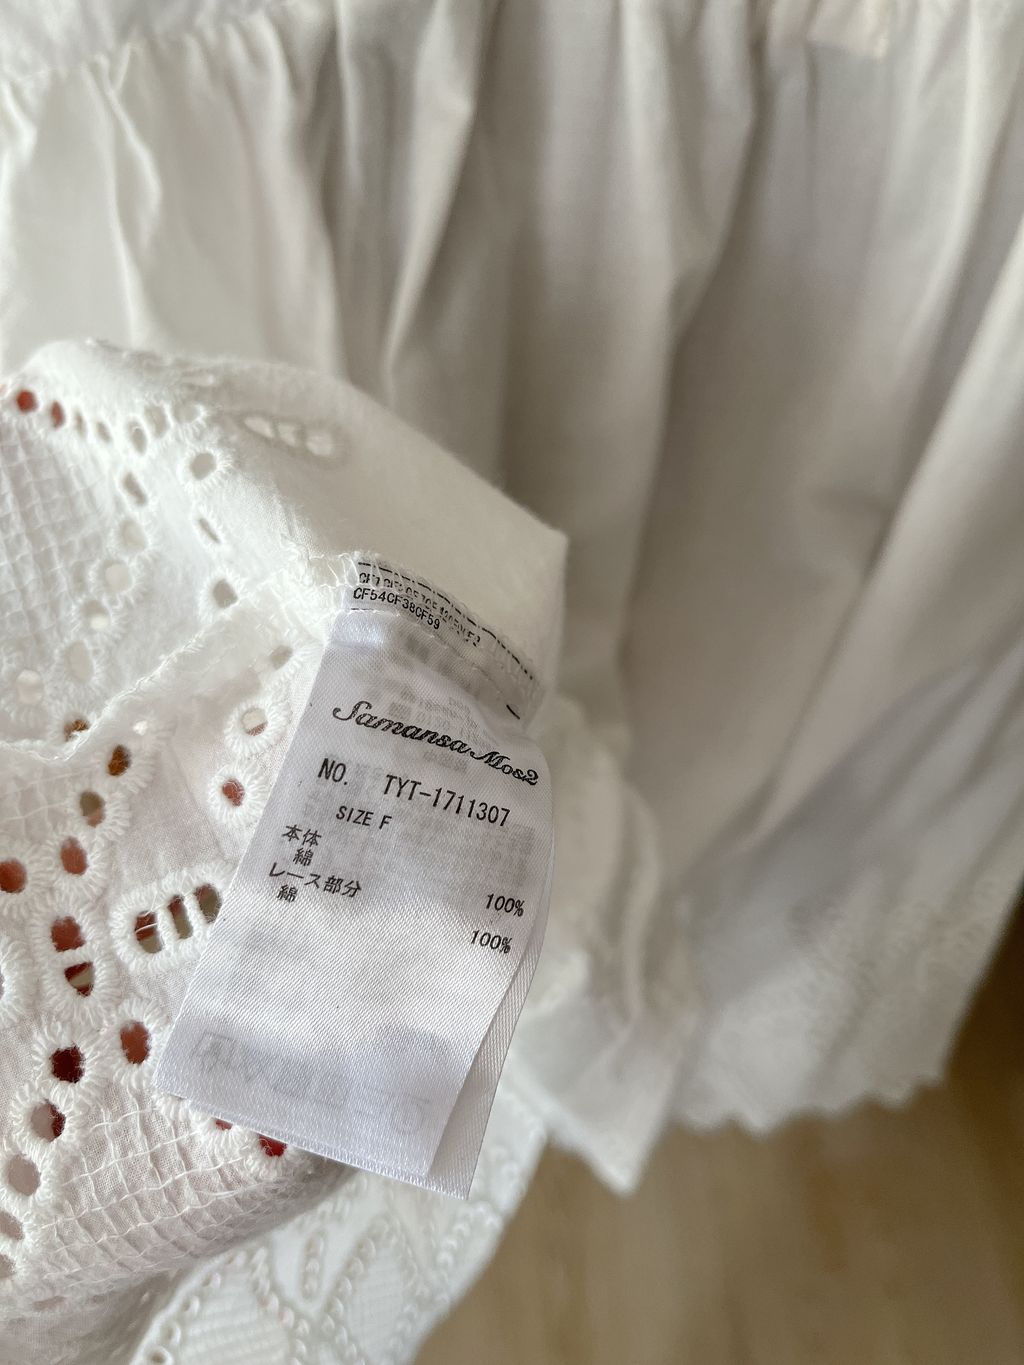 CF54CF38CF59
Samansa Mos2
NO. TYT-1711307
SIZE F
本体
綿 100%
レース部分
綿 100%